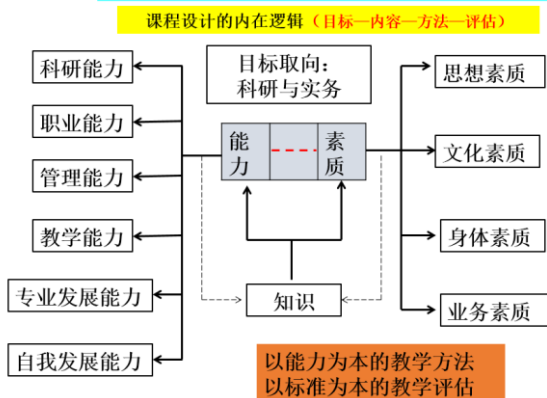 课程设计的内在逻辑（目标—内容—方法—评估）
科研能力
职业能力
管理能力
教学能力
专业发展能力
自我发展能力
目标取向：
科研与实务
能力
素质
知识
思想素质
文化素质
身体素质
业务素质
以能力为本的教学方法
以标准为本的教学评估